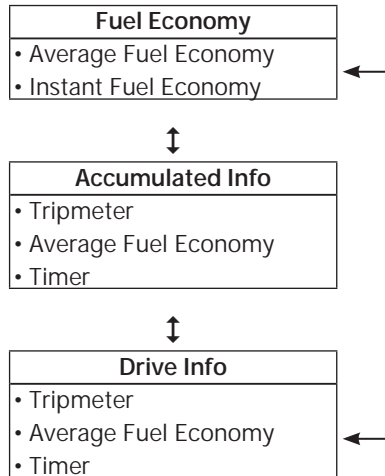 Fuel Economy
• Average Fuel Economy
• Instant Fuel Economy
Accumulated Info
• Tripmeter
• Average Fuel Economy
• Timer
Drive Info
• Tripmeter
• Average Fuel Economy
• Timer